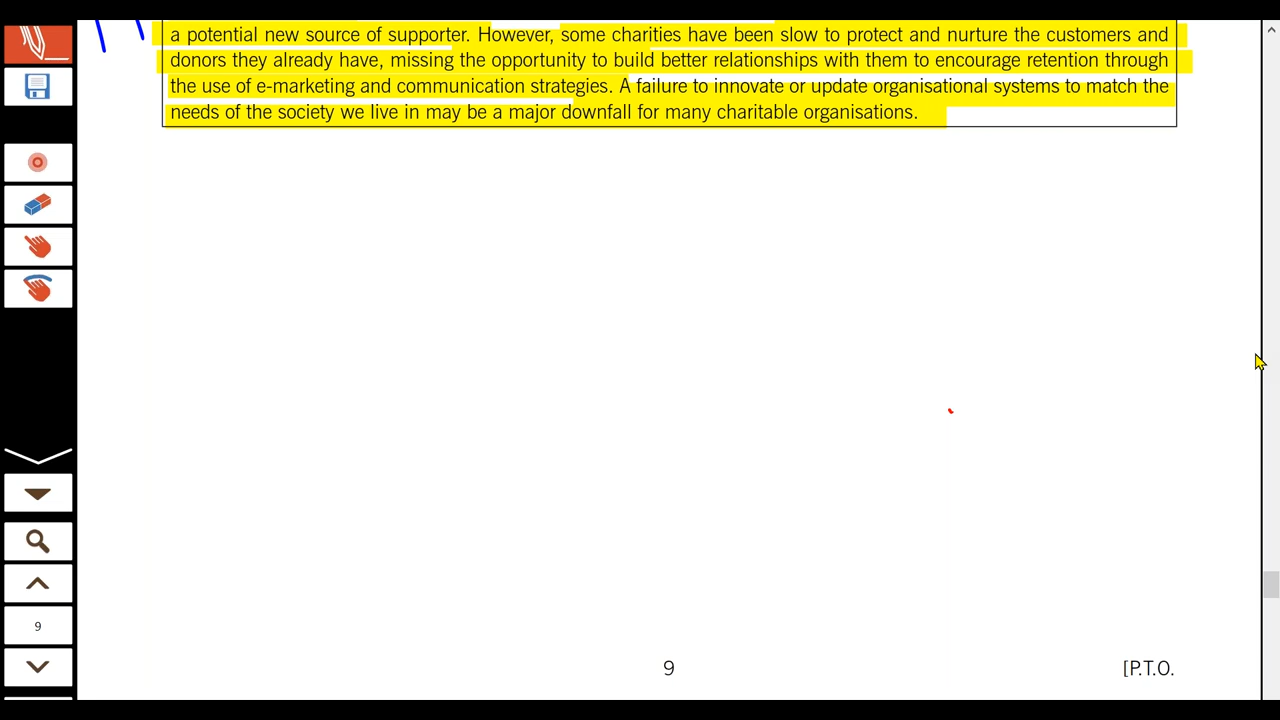 a potential new source of supporter. However, some charities have been slow to protect and nurture the customers and
donors they already have, missing the opportunity to build better relationships with them to encourage retention through
the use of e-marketing and communication strategies. A failure to innovate or update organisational systems to match the
needs of the society we live in may be a major downfall for many charitable organisations.
9
9
[P.T.O.